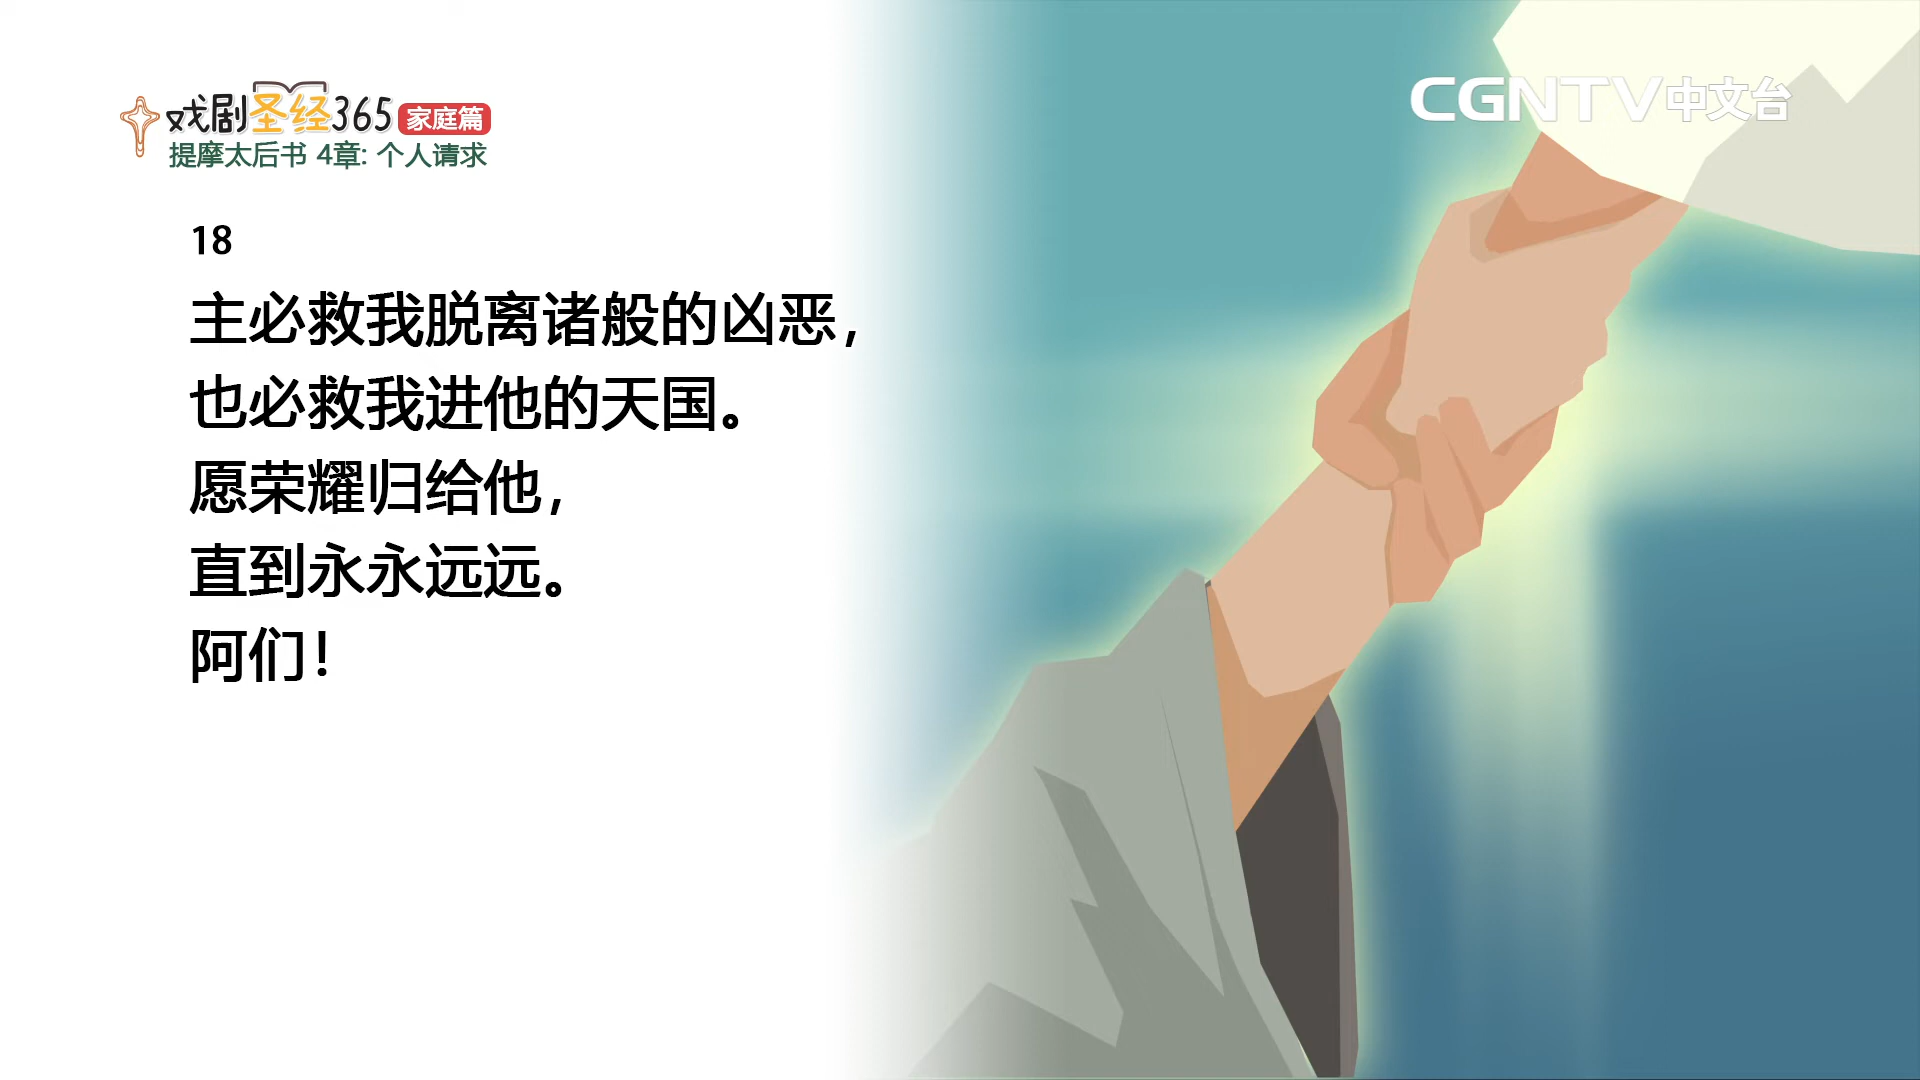 戏剧圣经365 家庭篇
提摩太后书 4章: 个人请求
CGNTV中文台
18
主必救我脱离诸般的凶恶，
也必救我进他的天国。
愿荣耀归给他，
直到永永远远。
阿们！